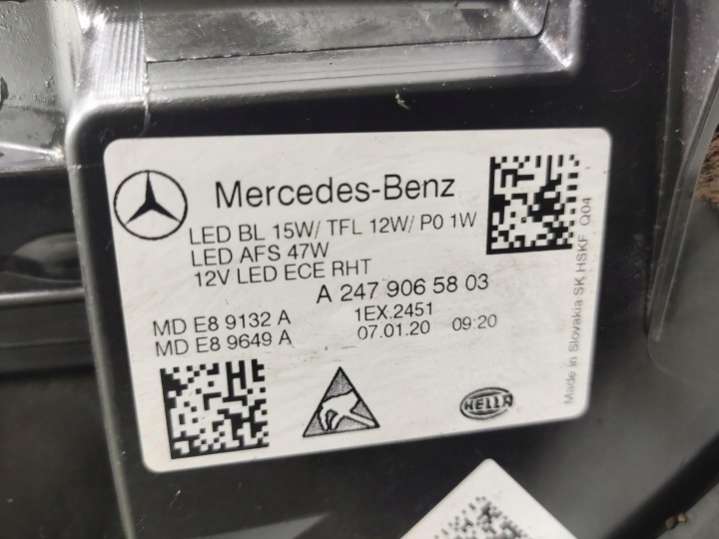 Mercedes-Benz
LED BL 15W/ TFL 12W/ PO 1W
LED AFS 47W
12V LED ECE RHT
A 247 906 58 03
MD E8 9132 A
1EX.2451
MD E8 9649 A
07.01.20 09:20
HELLA
Made in Slovakia SK HSKF Q04